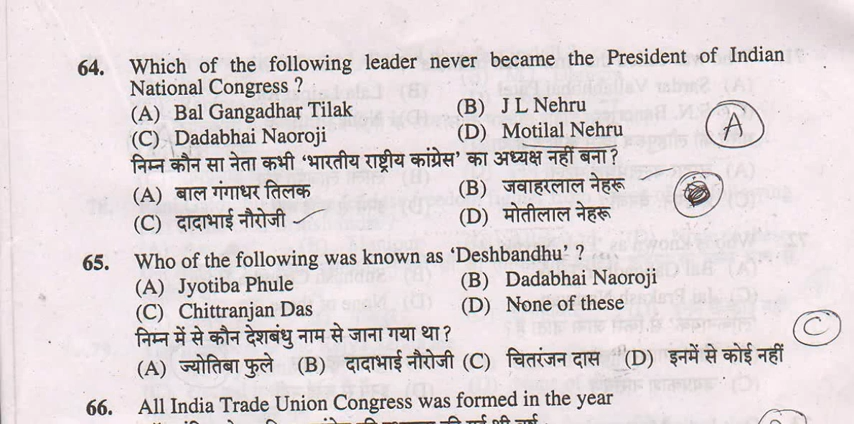 64. Which of the following leader never became the President of Indian
National Congress ?
(A) Bal Gangadhar Tilak (B) J L Nehru
(C) Dadabhai Naoroji (D) Motilal Nehru
A
निम्न कौन सा नेता कभी ‘भारतीय राष्ट्रीय कांग्रेस’ का अध्यक्ष नहीं बना ?
(A) बाल गंगाधर तिलक (B) जवाहरलाल नेहरू
(C) दादाभाई नौरोजी (D) मोतीलाल नेहरू
65. Who of the following was known as ‘Deshbandhu’ ?
(A) Jyotiba Phule (B) Dadabhai Naoroji
(C) Chittranjan Das (D) None of these
C
निम्न में से कौन देशबंधु नाम से जाना गया था ?
(A) ज्योतिबा फुले (B) दादाभाई नौरोजी (C) चितरंजन दास (D) इनमें से कोई नहीं
66. All India Trade Union Congress was formed in the year